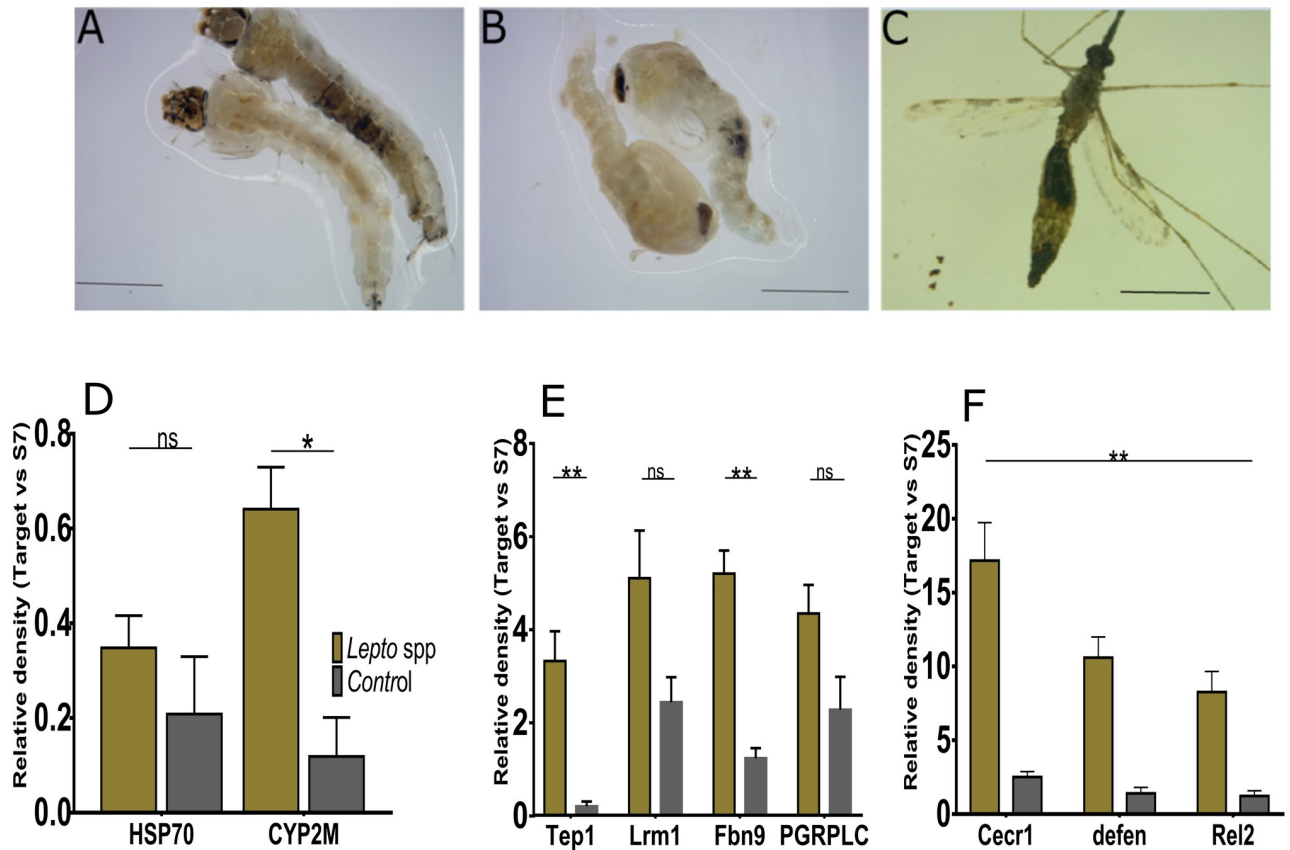 A
B
C
D
Relative density (Target vs S7)
0.8
0.6
0.4
0.2
0.0
ns
*
Lepto spp
Control
HSP70 CYP2M
E
Relative density (Target vs S7)
8
6
4
2
0
** ns ** ns
Tep1 Lrm1 Fbn9 PGRPLC
F
Relative density (Target vs S7)
25
20
15
10
5
0
**
Cecr1 defen Rel2